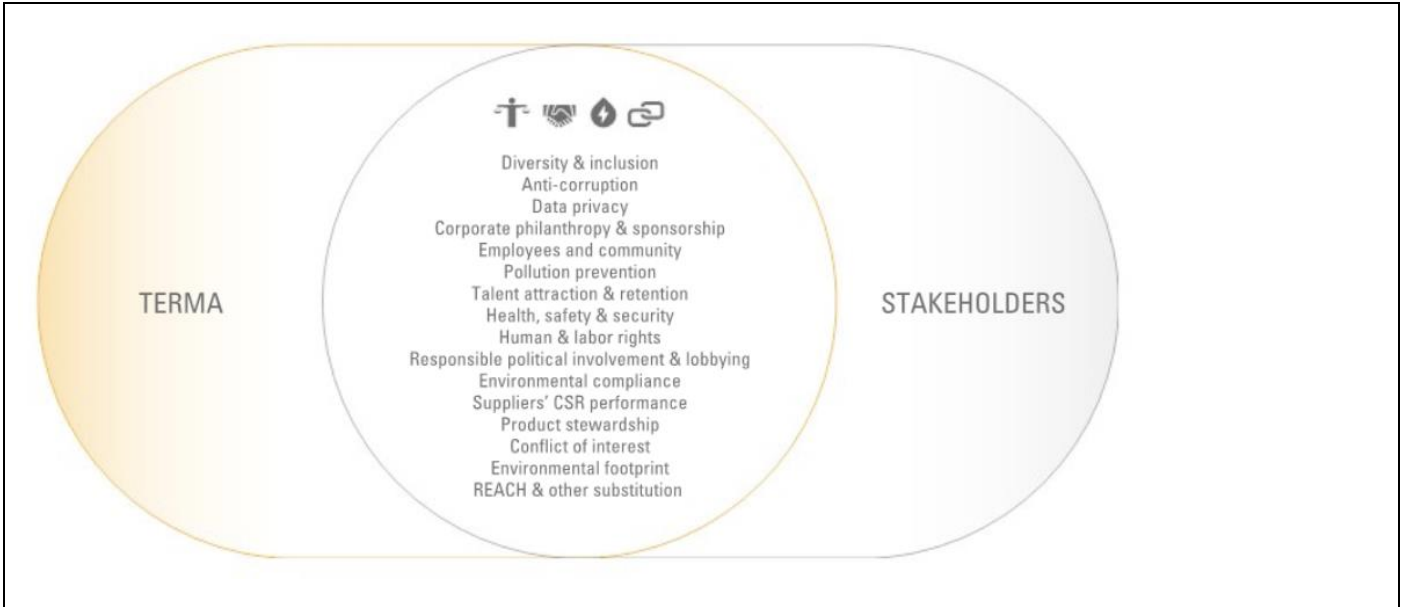 Diversity & inclusion
Anti-corruption
Data privacy
Corporate philanthropy & sponsorship
Employees and community
Pollution prevention
Talent attraction & retention
Health, safety & security
Human & labor rights
Responsible political involvement & lobbying
Environmental compliance
Suppliers’ CSR performance
Product stewardship
Conflict of interest
Environmental footprint
REACH & other substitution
TERMA
STAKEHOLDERS